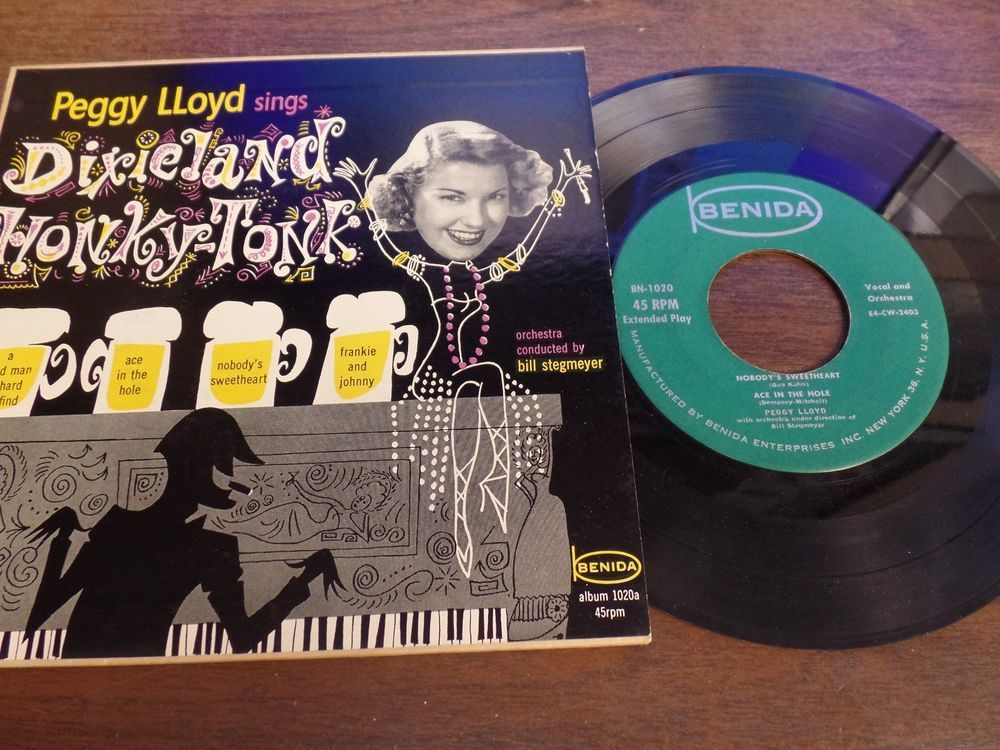 Peggy LLoyd sings
Dixieland
Honky-Tonk
a
d man
hard
find
ace
in
the hole
nobody's
sweetheart
frankie
and
johnny
orchestra
conducted by
bill stegmeyer
BENIDA
album 1020a
45rpm
BENIDA
BN-1020
45 RPM
Extended Play
Vocal and
Orchestra
E4-CW-2403
NOBODY'S SWEETHEART
(Gus Kahn)
ACE IN THE HOLE
(Dempsey-Mitchell)
PEGGY LLOYD
with orchestra under direction of
Bill Stegmeyer
MANUFACTURED BY BENIDA ENTERPRISES INC. NEW YORK 36, N.Y. U.S.A.